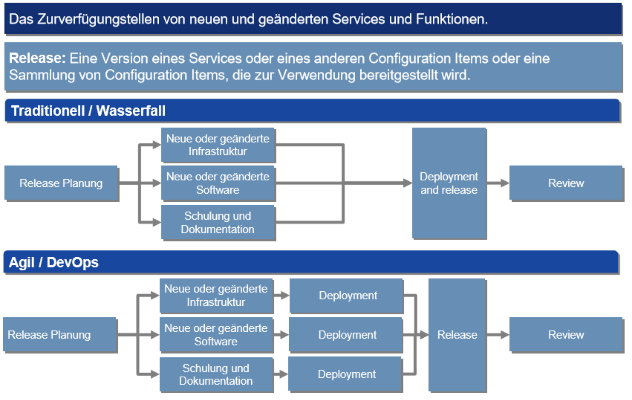 Das Zurverfügungstellen von neuen und geänderten Services und Funktionen.
Release: Eine Version eines Services oder eines anderen Configuration Items oder eine
Sammlung von Configuration Items, die zur Verwendung bereitgestellt wird.
Traditionell / Wasserfall
Release Planung
Neue oder geänderte
Infrastruktur
Neue oder geänderte
Software
Schulung und
Dokumentation
Deployment
and release
Review
Agil / DevOps
Release Planung
Neue oder geänderte
Infrastruktur
Deployment
Neue oder geänderte
Software
Deployment
Schulung und
Dokumentation
Deployment
Release
Review